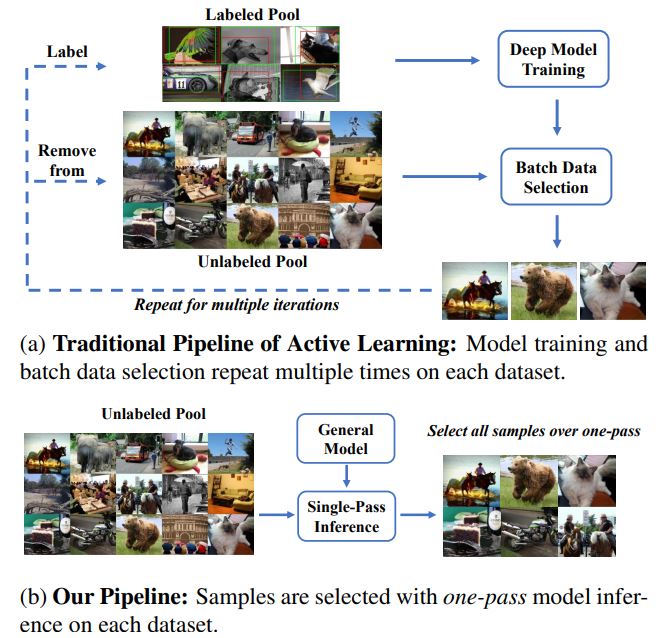 Labeled Pool
Label
Deep Model
Training
11
Remove
from
Batch Data
Selection
Unlabeled Pool
Repeat for multiple iterations
(a) Traditional Pipeline of Active Learning: Model training and
batch data selection repeat multiple times on each dataset.
Unlabeled Pool
General
Model
Select all samples over one-pass
Single-Pass
Inference
(b) Our Pipeline: Samples are selected with one-pass model infer-
ence on each dataset.